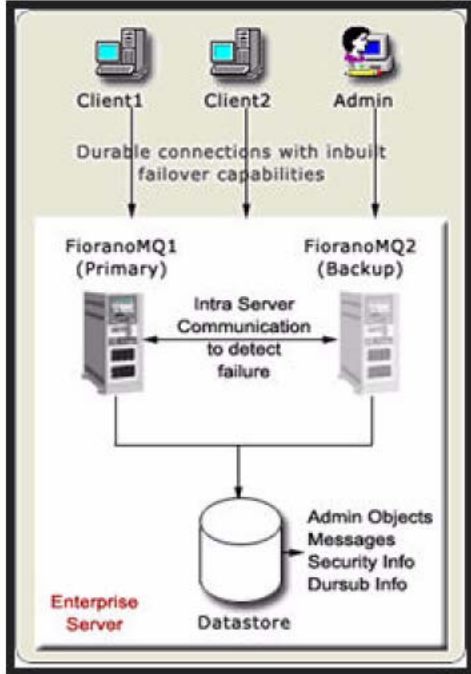 Client1
Client2
Admin
Durable connections with inbuilt
failover capabilities
FioranoMQ1
(Primary)
FioranoMQ2
(Backup)
Intra Server
Communication
to detect
failure
Admin Objects
Messages
Security Info
Dursub Info
Enterprise
Server
Datastore